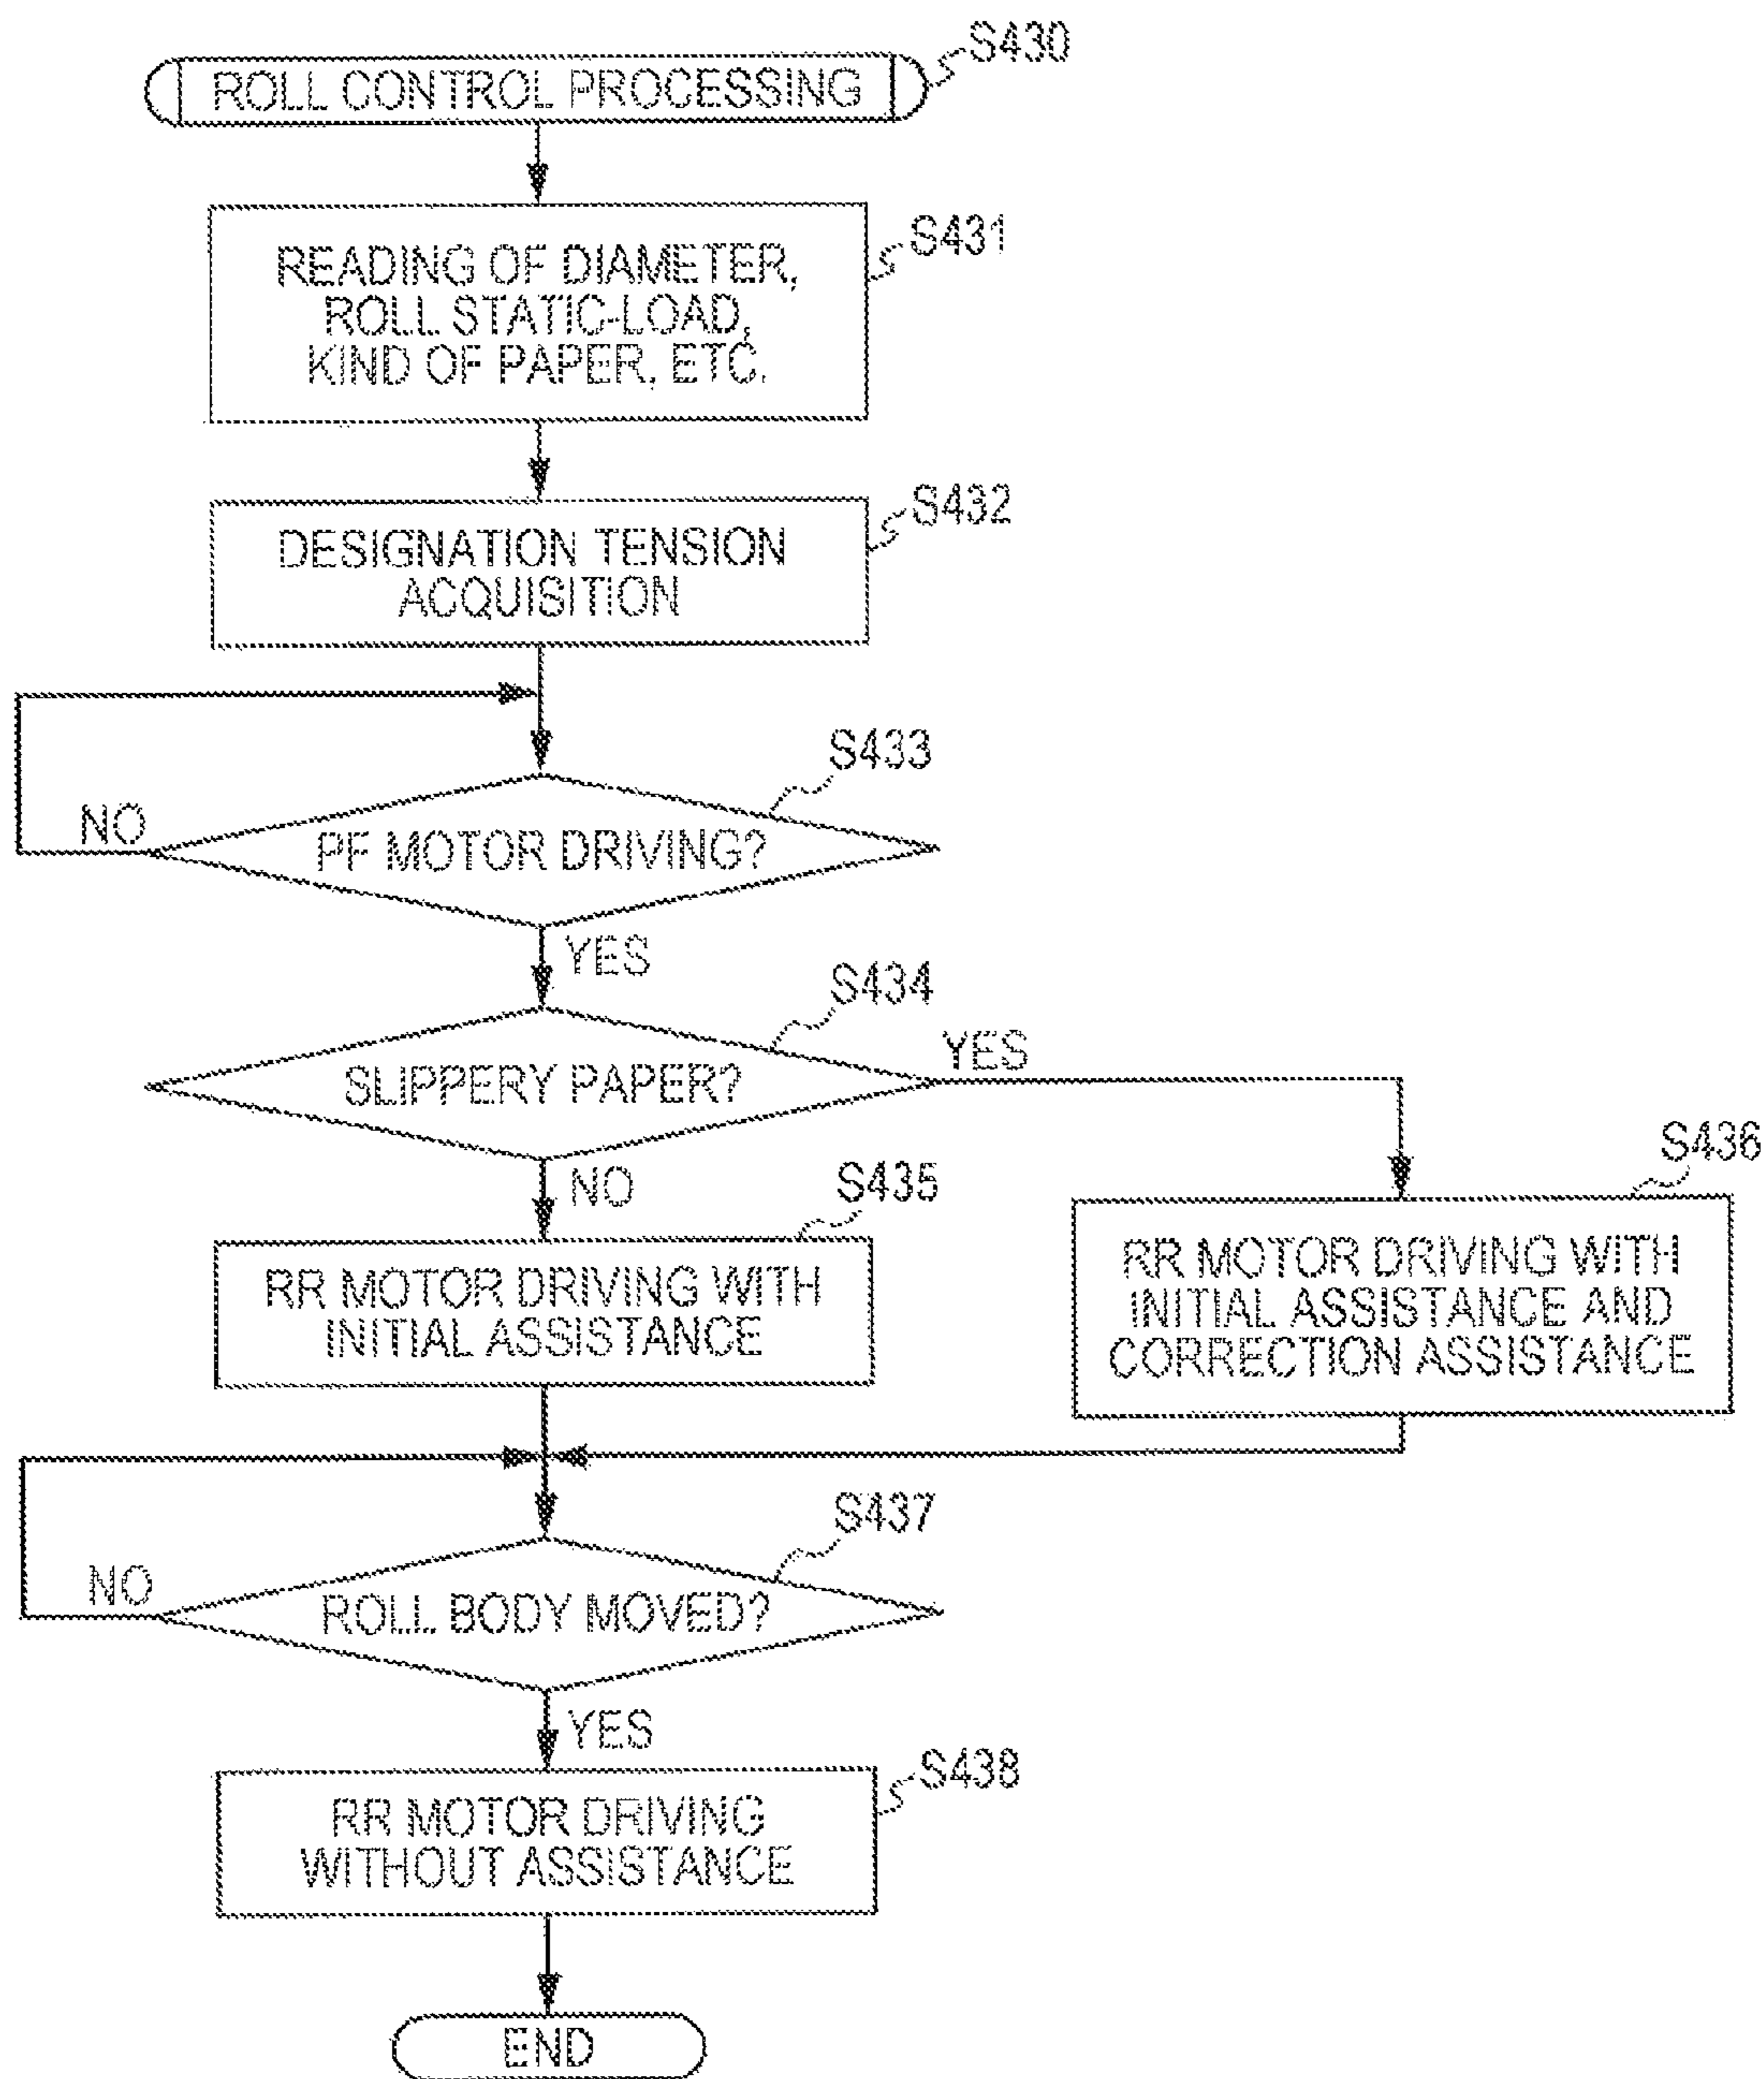 S430
ROLL CONTROL PROCESSING
S431
READING OF DIAMETER,
ROLL STATIC-LOAD,
KIND OF PAPER, ETC.
S432
DESIGNATION TENSION
ACQUISITION
S433
NO
PF MOTOR DRIVING?
YES
S434
YES
SLIPPERY PAPER?
NO
S435
S436
RR MOTOR DRIVING WITH
INITIAL ASSISTANCE
RR MOTOR DRIVING WITH
INITIAL ASSISTANCE AND
CORRECTION ASSISTANCE
S437
NO
ROLL BODY MOVED?
YES
S438
RR MOTOR DRIVING
WITHOUT ASSISTANCE
END